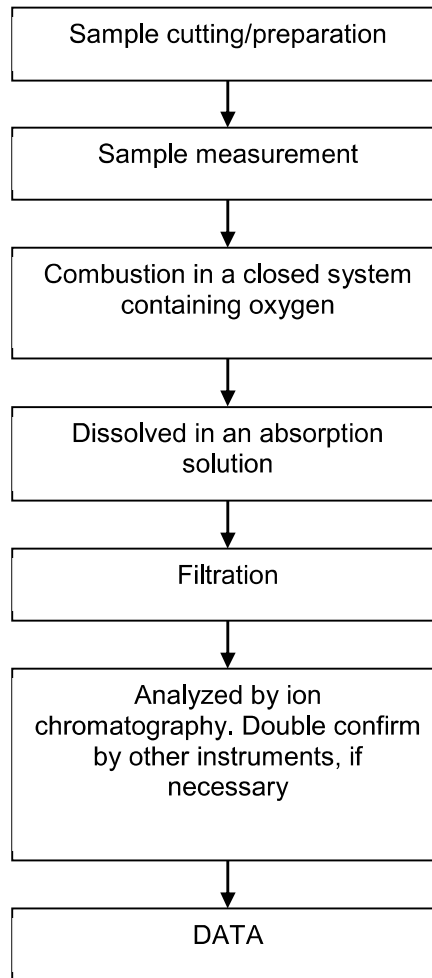 Sample cutting/preparation
Sample measurement
Combustion in a closed system
containing oxygen
Dissolved in an absorption
solution
Filtration
Analyzed by ion
chromatography. Double confirm
by other instruments, if
necessary
DATA